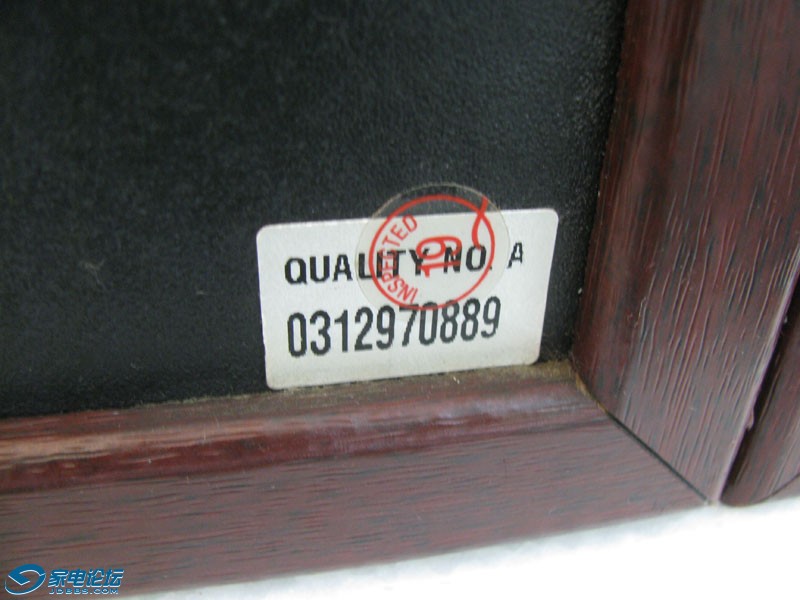 QUALITY NO. A
0312970889
INSPECTED
19
家电论坛
JDBBS.COM